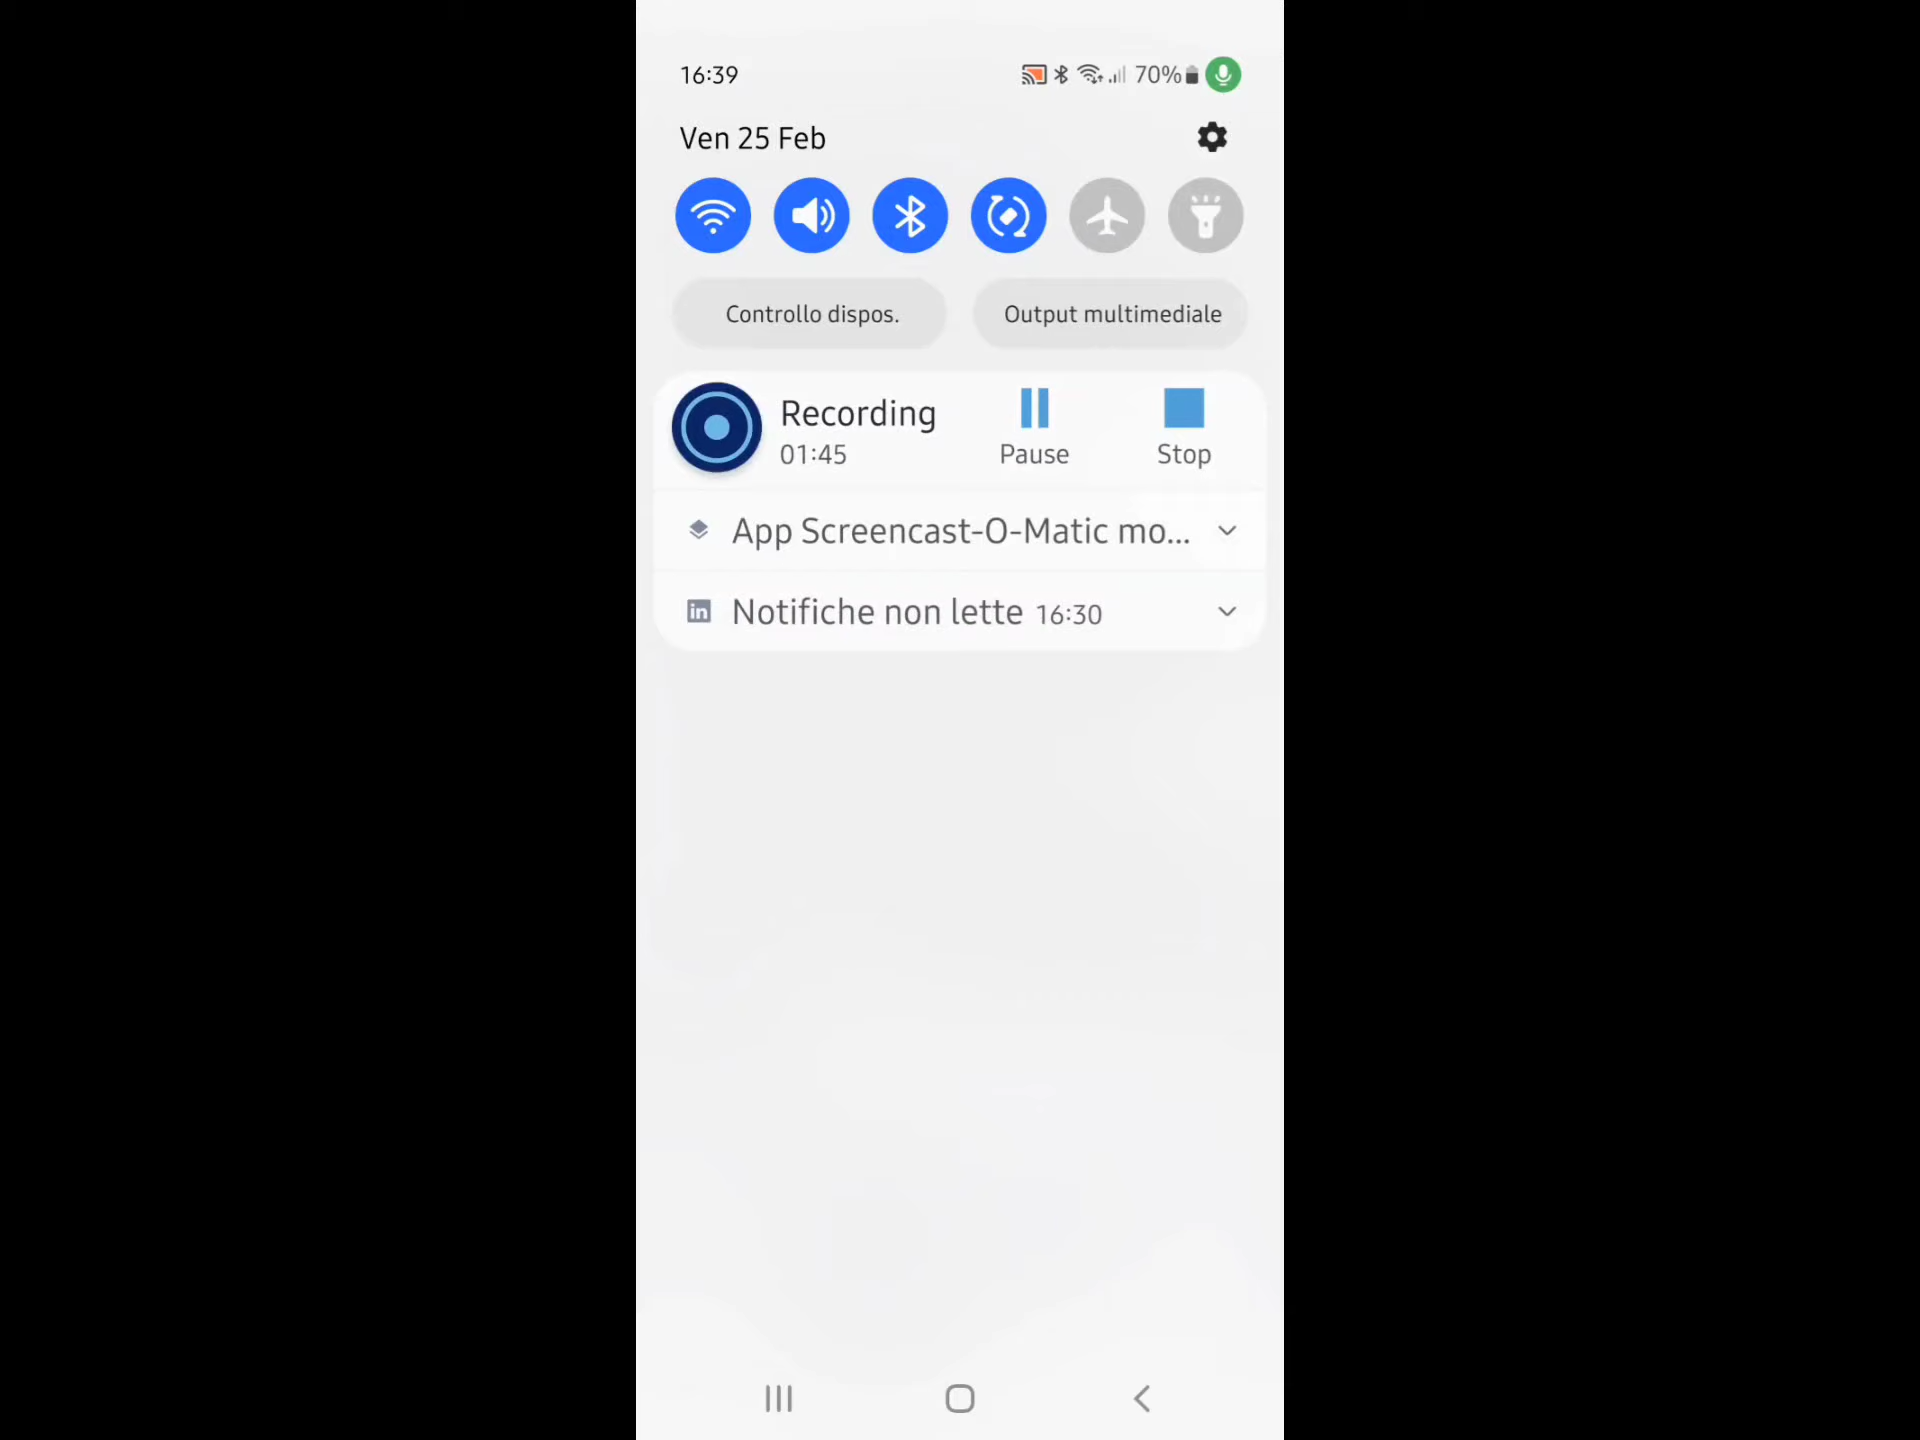 16:39
70%
Ven 25 Feb
Controllo dispos.
Output multimediale
Recording
01:45
Pause
Stop
App Screencast-O-Matic mo...
in Notifiche non lette 16:30